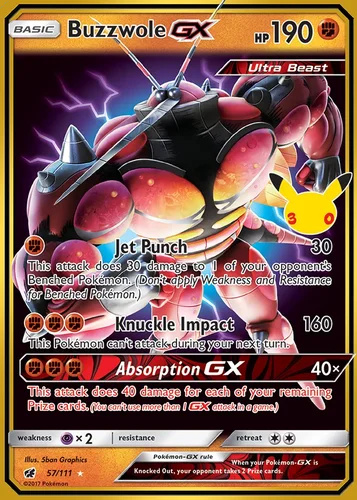 BASIC Buzzwole GX HP 190
Ultra Beast
30
Jet Punch 30
This attack does 30 damage to 1 of your opponent's
Benched Pokémon. (Don't apply Weakness and Resistance
for Benched Pokémon.)
Knuckle Impact 160
This Pokémon can't attack during your next turn.
Absorption GX 40×
This attack does 40 damage for each of your remaining
Prize cards. (You can't use more than 1 GX attack in a game.)
weakness ×2 resistance retreat
Illus. 5ban Graphics
Pokémon-GX rule
57/111
When your Pokémon-GX is
Knocked Out, your opponent takes 2 Prize cards.
©2017 Pokémon